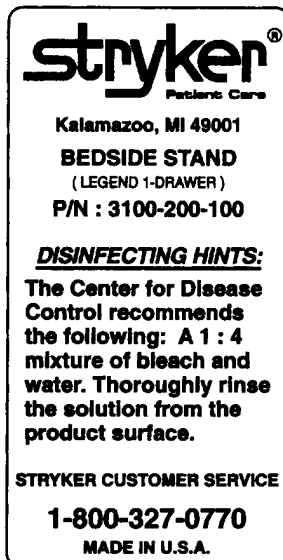 stryker®
Patient Care
Kalamazoo, MI 49001
BEDSIDE STAND
( LEGEND 1-DRAWER )
P/N : 3100-200-100
DISINFECTING HINTS:
The Center for Disease
Control recommends
the following: A 1 : 4
mixture of bleach and
water. Thoroughly rinse
the solution from the
product surface.
STRYKER CUSTOMER SERVICE
1-800-327-0770
MADE IN U.S.A.